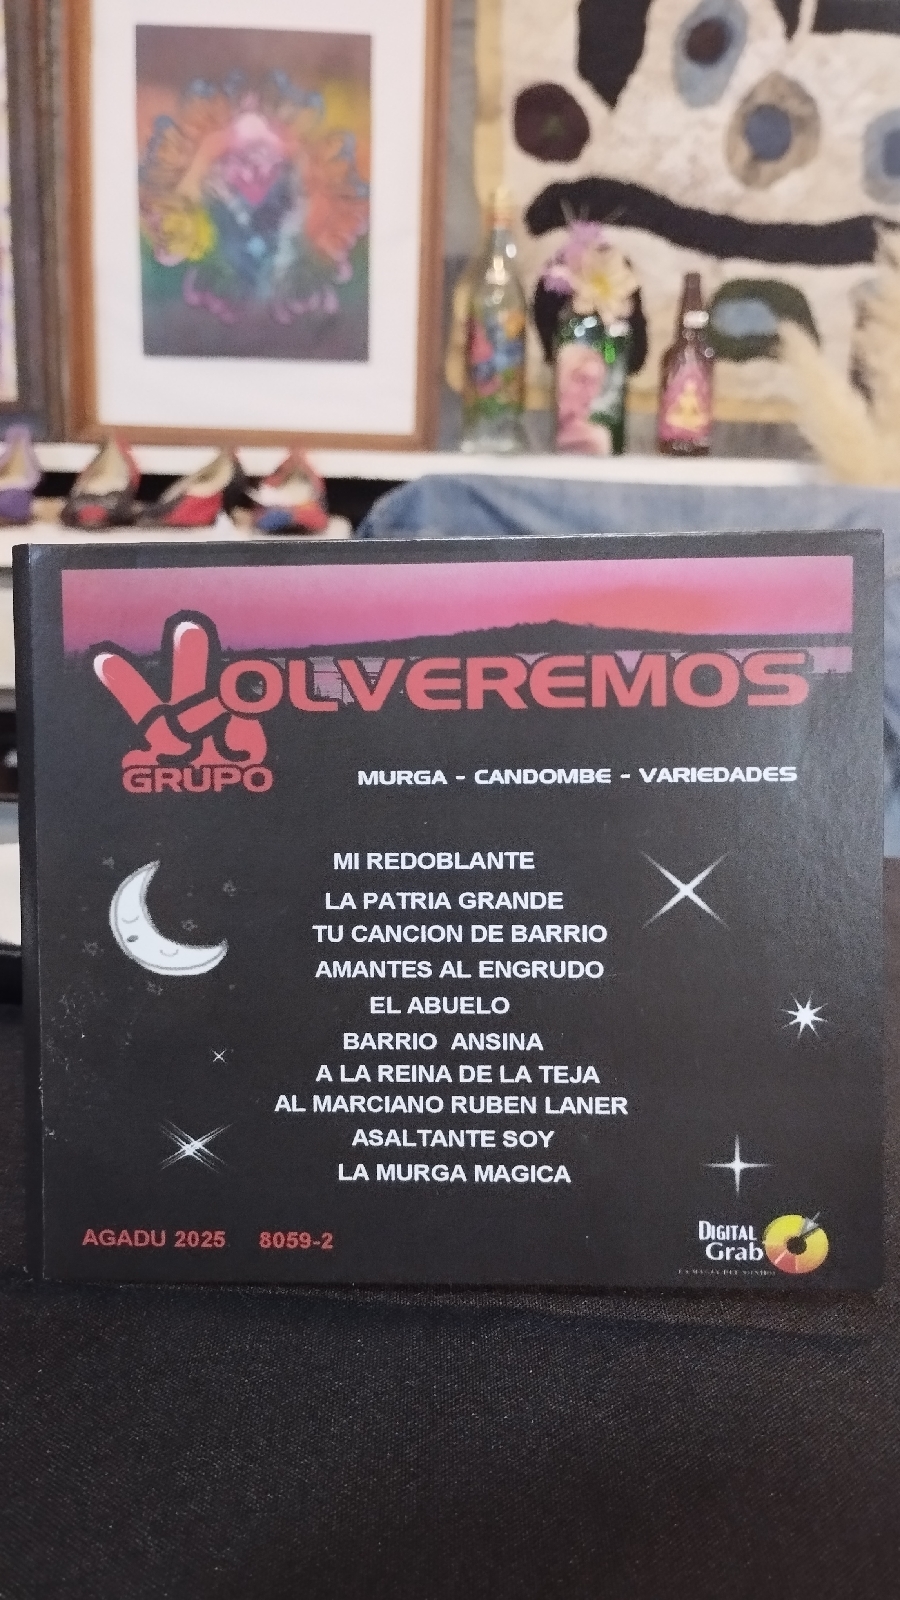 VOLVEREMOS
GRUPO
MURGA - CANDOMBE - VARIEDADES
MI REDOBLANTE
LA PATRIA GRANDE
TU CANCION DE BARRIO
AMANTES AL ENGRUDO
EL ABUELO
BARRIO ANSINA
A LA REINA DE LA TEJA
AL MARCIANO RUBEN LANER
ASALTANTE SOY
LA MURGA MAGICA
AGADU 2025 8059-2
DIGITAL
Grab